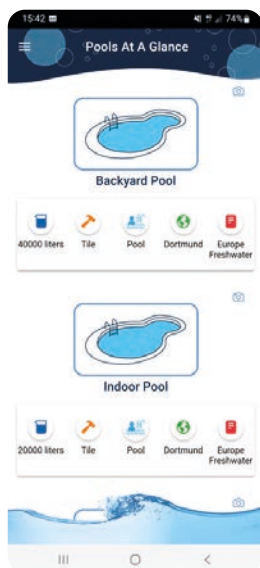 15:42 74%
Pools At A Glance
Backyard Pool
40000 liters Tile Pool Dortmund Europe
Freshwater
Indoor Pool
20000 liters Tile Pool Dortmund Europe
Freshwater